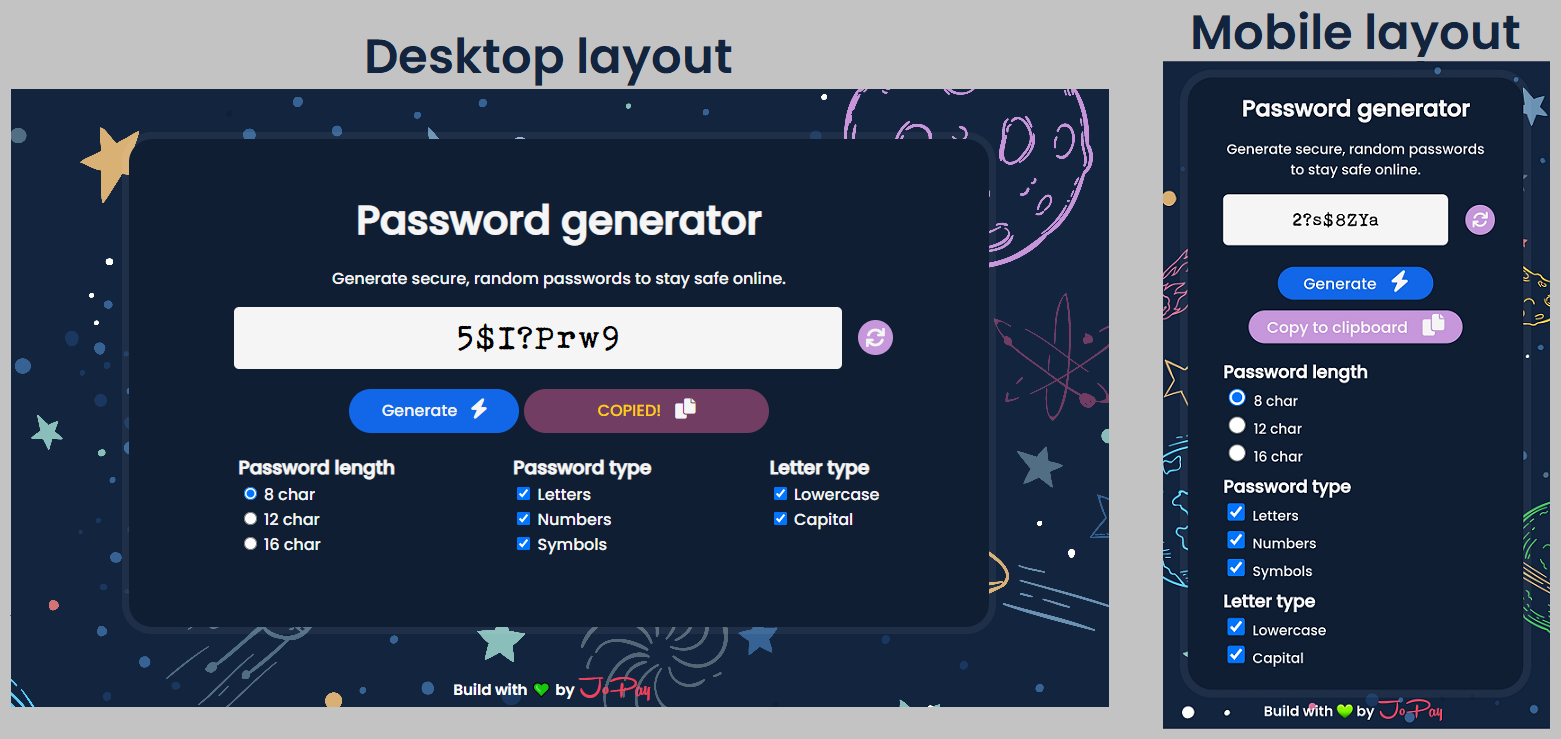 Desktop layout
Password generator
Generate secure, random passwords to stay safe online.
5$I?Prw9
Generate
COPIED!
Password length
8 char
12 char
16 char
Password type
Letters
Numbers
Symbols
Letter type
Lowercase
Capital
Build with 💚 by JoPay
Mobile layout
Password generator
Generate secure, random passwords
to stay safe online.
2?s$8ZYa
Generate
Copy to clipboard
Password length
8 char
12 char
16 char
Password type
Letters
Numbers
Symbols
Letter type
Lowercase
Capital
Build with 💚 by JoPay